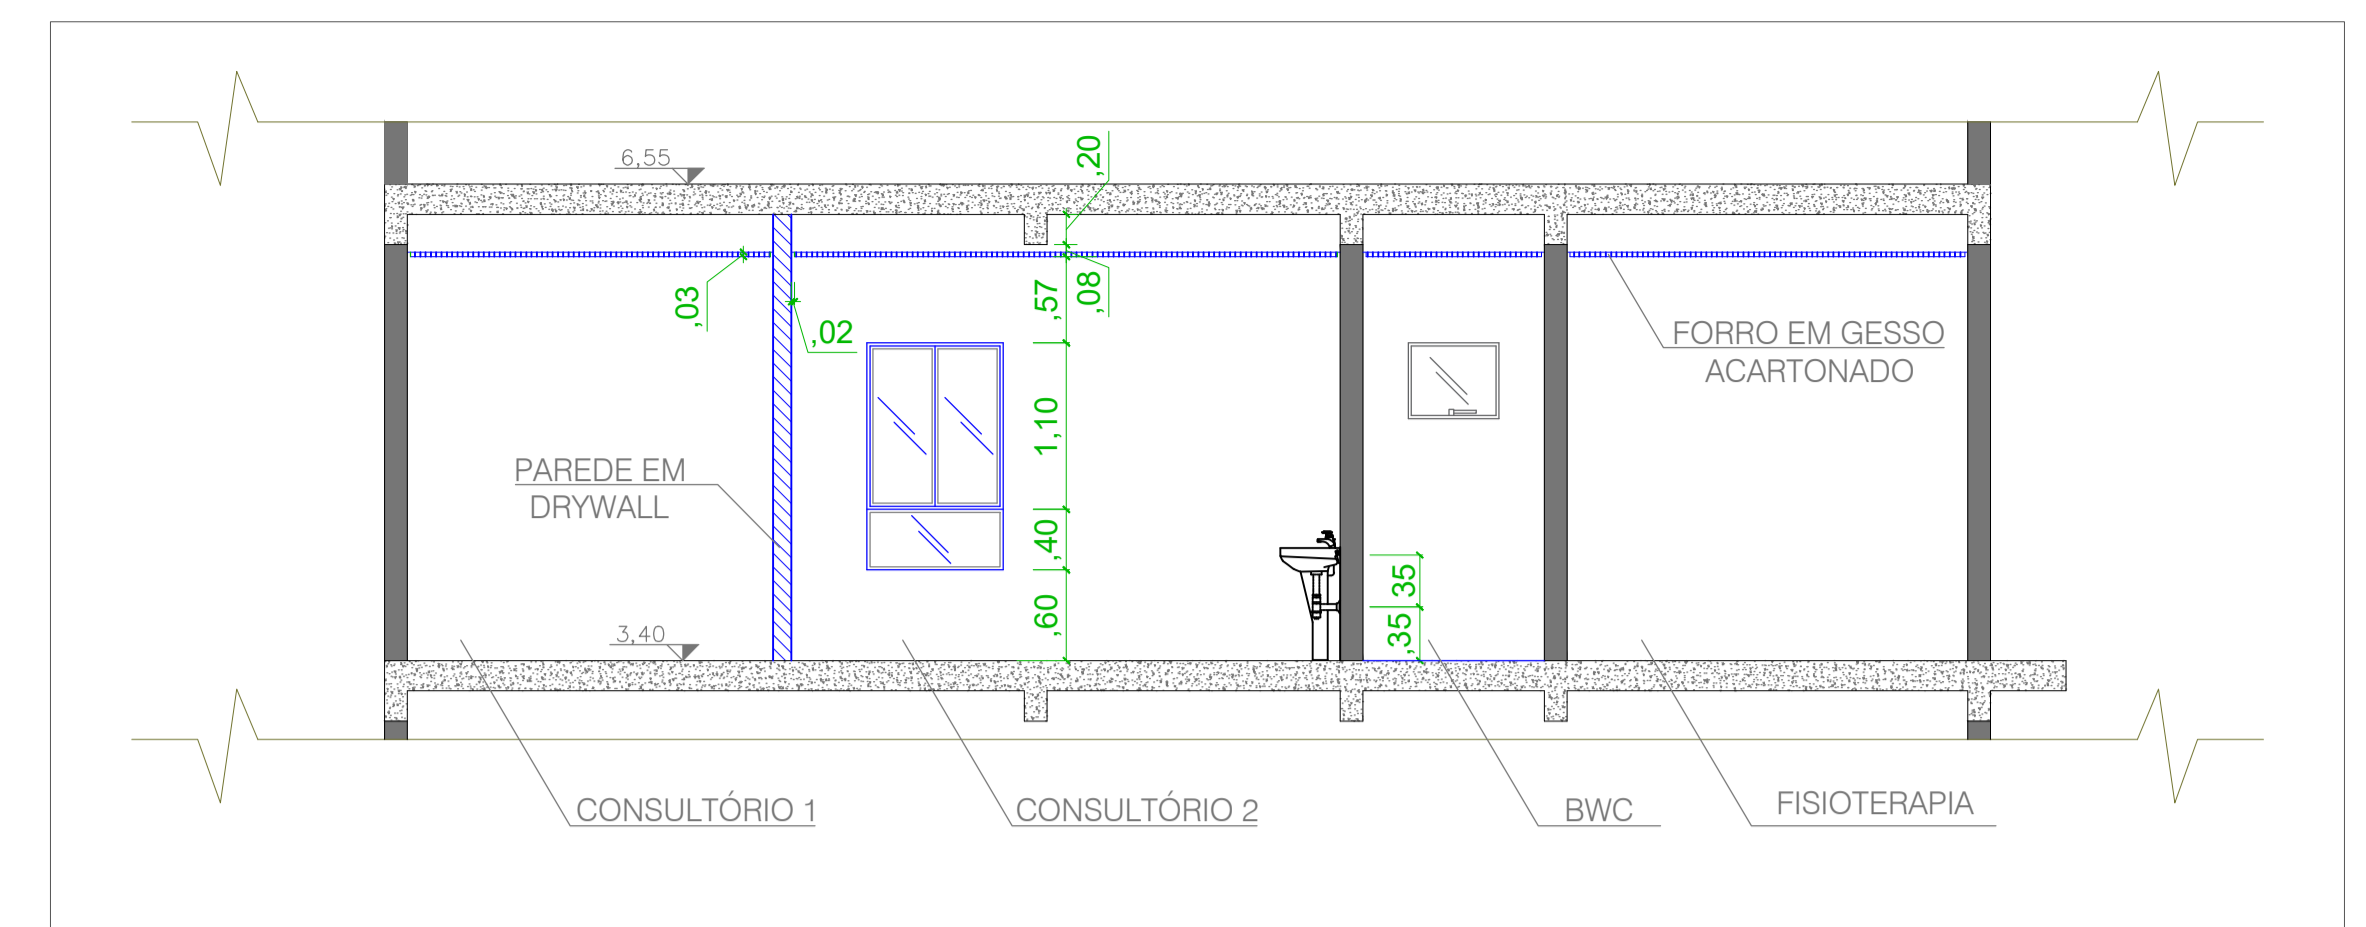 6,55
,20
,03
,02
,57
,08
FORRO EM GESSO
ACARTONADO
1,10
PAREDE EM
DRYWALL
,40
35
,60
,35
3,40
CONSULTÓRIO 1
CONSULTÓRIO 2
BWC
FISIOTERAPIA